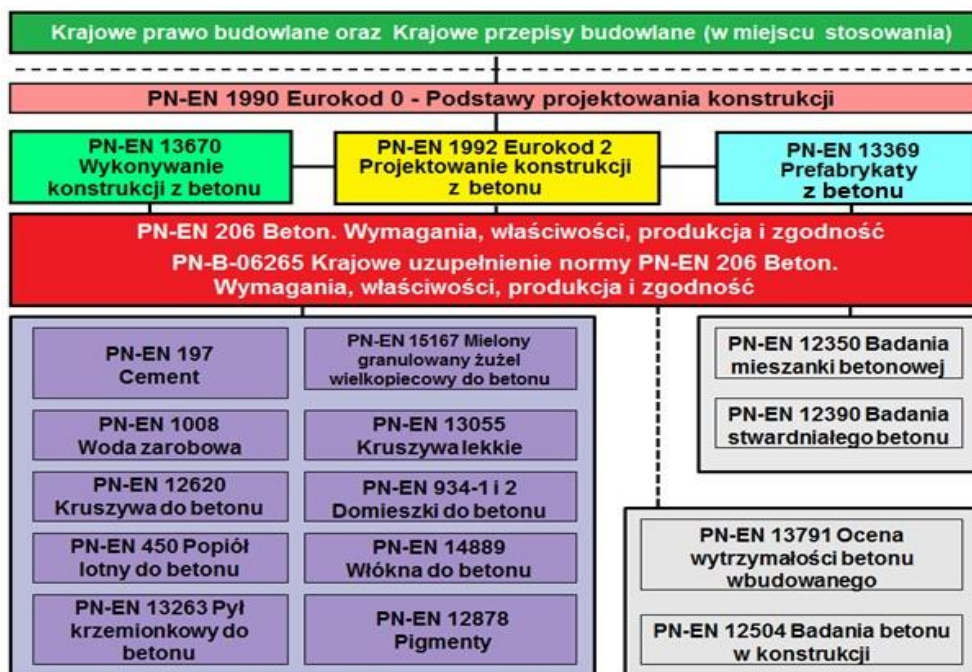 Krajowe prawo budowlane oraz Krajowe przepisy budowlane (w miejscu stosowania)
PN-EN 1990 Eurokod 0 - Podstawy projektowania konstrukcji
PN-EN 13670
Wykonywanie
konstrukcji z betonu
PN-EN 1992 Eurokod 2
Projektowanie konstrukcji
z betonu
PN-EN 13369
Prefabrykaty
z betonu
PN-EN 206 Beton. Wymagania, właściwości, produkcja i zgodność
PN-B-06265 Krajowe uzupełnienie normy PN-EN 206 Beton.
Wymagania, właściwości, produkcja i zgodność
PN-EN 197
Cement
PN-EN 15167 Mielony
granulowany żużel
wielkopiecowy do betonu
PN-EN 1008
Woda zarobowa
PN-EN 13055
Kruszywa lekkie
PN-EN 12620
Kruszywa do betonu
PN-EN 934-1 i 2
Domieszki do betonu
PN-EN 450 Popiół
lotny do betonu
PN-EN 14889
Włókna do betonu
PN-EN 13263 Pył
krzemionkowy do
betonu
PN-EN 12878
Pigmenty
PN-EN 12350 Badania
mieszanki betonowej
PN-EN 12390 Badania
stwardniałego betonu
PN-EN 13791 Ocena
wytrzymałości betonu
wbudowanego
PN-EN 12504 Badania betonu
w konstrukcji